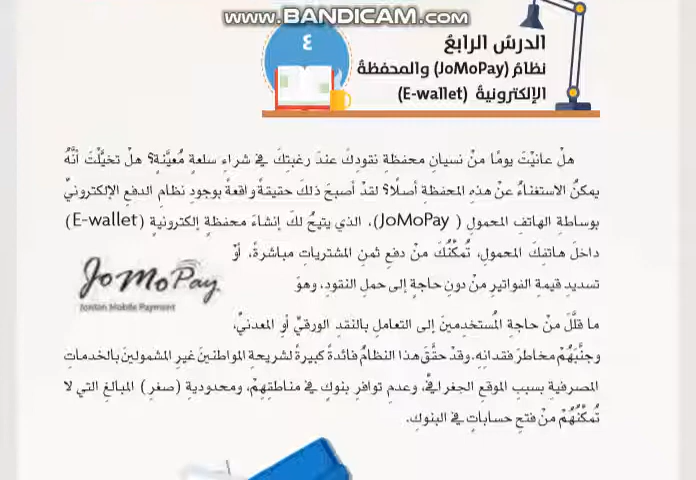 www.BANDICAM.com
الدرسُ الرابعُ
٤
نظامُ (JoMoPay) والمحفظةُ
الإلكترونيةُ (E-wallet)
هلْ عانَيْتَ يومًا منْ نسيانِ محفظةِ نقودِكَ عندَ رغبتِكَ في شراءِ سلعةٍ مُعيَّنةٍ؟ هلْ تخيَّلْتَ أنَّهُ
يمكنُ الاستغناءُ عنْ هذهِ المحفظةِ أصلًا؟ لقدْ أصبحَ ذلكَ حقيقةً واقعةً بوجودِ نظامِ الدفعِ الإلكترونيِّ
بوساطةِ الهاتفِ المحمولِ ( JoMoPay)، الذي يتيحُ لكَ إنشاءَ محفظةٍ إلكترونيةٍ (E-wallet)
داخلَ هاتفِكَ المحمولِ، تُمكِّنُكَ منْ دفعِ ثمنِ المشترياتِ مباشرةً، أوْ
تسديدِ قيمةِ الفواتيرِ منْ دونِ حاجةٍ إلى حملِ النقودِ، وهوَ
JoMoPay
Jordan Mobile Payment
ما قلَّلَ منْ حاجةِ المُستخدِمينَ إلى التعاملِ بالنقدِ الورقيِّ أوِ المعدنيِّ،
وجنَّبَهُمْ مخاطرَ فقدانِهِ. وقدْ حقَّقَ هذا النظامُ فائدةً كبيرةً لشريحةِ المواطنينَ غيرِ المشمولينَ بالخدماتِ
المصرفيةِ بسببِ الموقعِ الجغرافيِّ، وعدمِ توافرِ بنوكٍ في مناطقِهِمْ، ومحدوديةِ (صغرِ) المبالغِ التي لا
تُمكِّنُهُمْ منْ فتحِ حساباتٍ في البنوكِ.